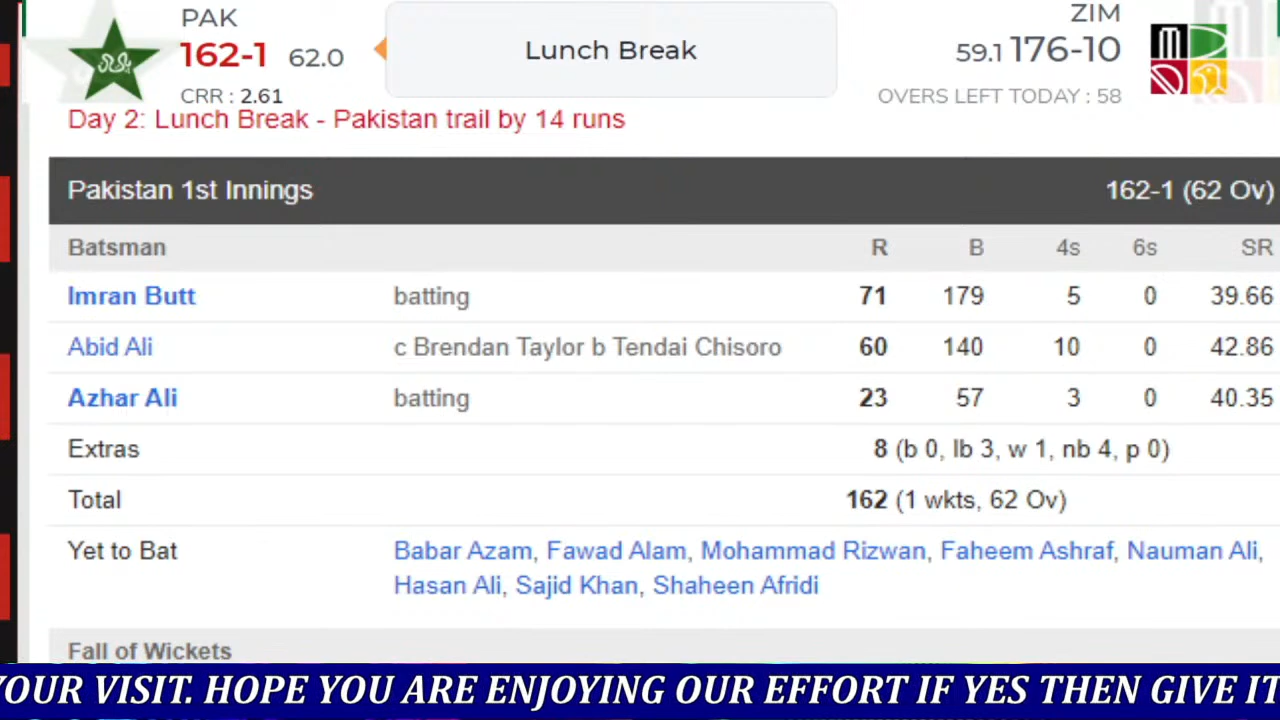 PAK
162-1 62.0
CRR : 2.61
Lunch Break
ZIM
59.1 176-10
OVERS LEFT TODAY : 58
Day 2: Lunch Break - Pakistan trail by 14 runs
Pakistan 1st Innings 162-1 (62 Ov)
Batsman R B 4s 6s SR
Imran Butt batting 71 179 5 0 39.66
Abid Ali c Brendan Taylor b Tendai Chisoro 60 140 10 0 42.86
Azhar Ali batting 23 57 3 0 40.35
Extras 8 (b 0, lb 3, w 1, nb 4, p 0)
Total 162 (1 wkts, 62 Ov)
Yet to Bat Babar Azam, Fawad Alam, Mohammad Rizwan, Faheem Ashraf, Nauman Ali,
Hasan Ali, Sajid Khan, Shaheen Afridi
Fall of Wickets
YOUR VISIT. HOPE YOU ARE ENJOYING OUR EFFORT IF YES THEN GIVE IT